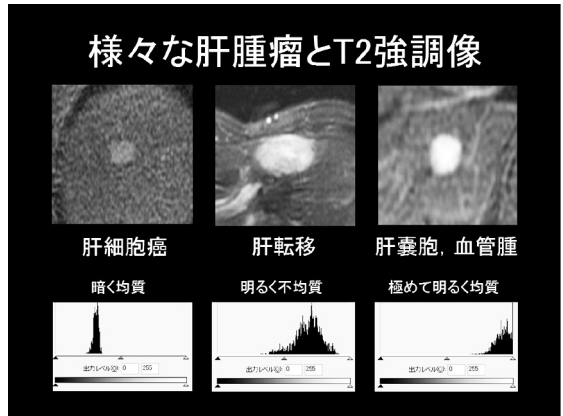 様々な肝腫瘤とT2強調像
肝細胞癌
肝転移
肝嚢胞, 血管腫
暗く均質
明るく不均質
極めて明るく均質
出力レベル(O): 0 255
出力レベル(O): 0 255
出力レベル(O): 0 255